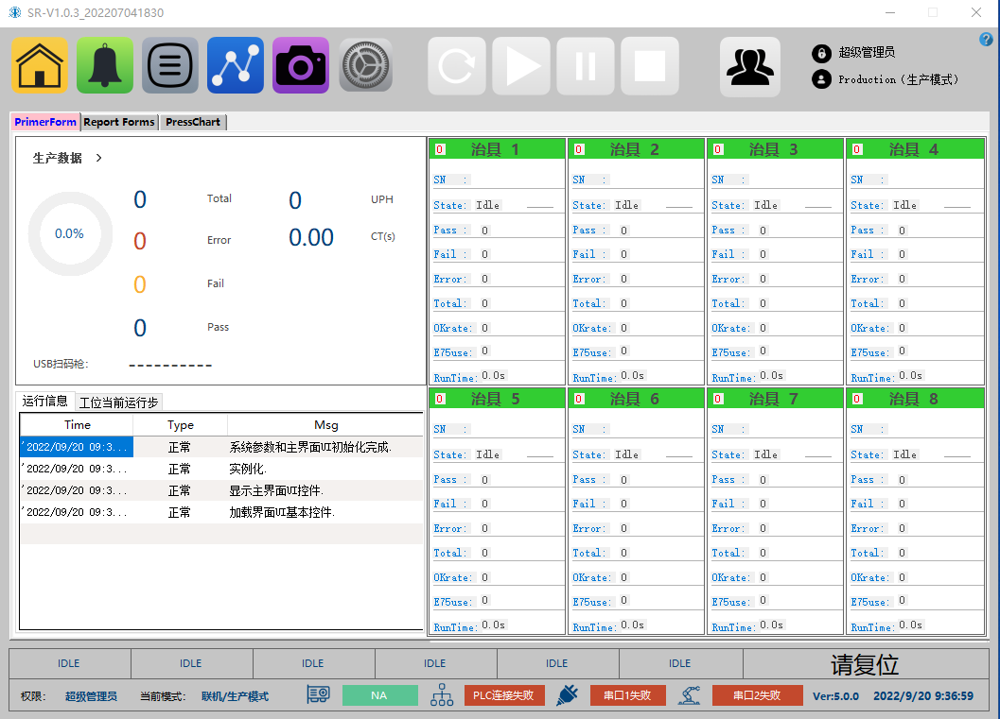 SR-V1.0.3_202207041830
超级管理员
Production（生产模式）
PrimerForm Report Forms PressChart
生产数据 >
0.0%
0 Total 0 UPH
0 Error 0.00 CT(s)
0 Fail
0 Pass
USB扫码枪: ----------
0 治具 1
SN :
State: Idle
Pass : 0
Fail : 0
Error: 0
Total: 0
OKrate: 0
E75use: 0
RunTime: 0.0s
0 治具 2
SN :
State: Idle
Pass : 0
Fail : 0
Error: 0
Total: 0
OKrate: 0
E75use: 0
RunTime: 0.0s
0 治具 3
SN :
State: Idle
Pass : 0
Fail : 0
Error: 0
Total: 0
OKrate: 0
E75use: 0
RunTime: 0.0s
0 治具 4
SN :
State: Idle
Pass : 0
Fail : 0
Error: 0
Total: 0
OKrate: 0
E75use: 0
RunTime: 0.0s
运行信息 工位当前运行步
Time Type Msg
'2022/09/20 09:3... 正常 系统参数和主界面UI初始化完成.
'2022/09/20 09:3... 正常 实例化.
'2022/09/20 09:3... 正常 显示主界面UI控件.
'2022/09/20 09:3... 正常 加载界面UI基本控件.
0 治具 5
SN :
State: Idle
Pass : 0
Fail : 0
Error: 0
Total: 0
OKrate: 0
E75use: 0
RunTime: 0.0s
0 治具 6
SN :
State: Idle
Pass : 0
Fail : 0
Error: 0
Total: 0
OKrate: 0
E75use: 0
RunTime: 0.0s
0 治具 7
SN :
State: Idle
Pass : 0
Fail : 0
Error: 0
Total: 0
OKrate: 0
E75use: 0
RunTime: 0.0s
0 治具 8
SN :
State: Idle
Pass : 0
Fail : 0
Error: 0
Total: 0
OKrate: 0
E75use: 0
RunTime: 0.0s
IDLE IDLE IDLE IDLE IDLE IDLE 请复位
权限: 超级管理员 当前模式: 联机/生产模式 NA PLC连接失败 串口1失败 串口2失败 Ver:5.0.0 2022/9/20 9:36:59